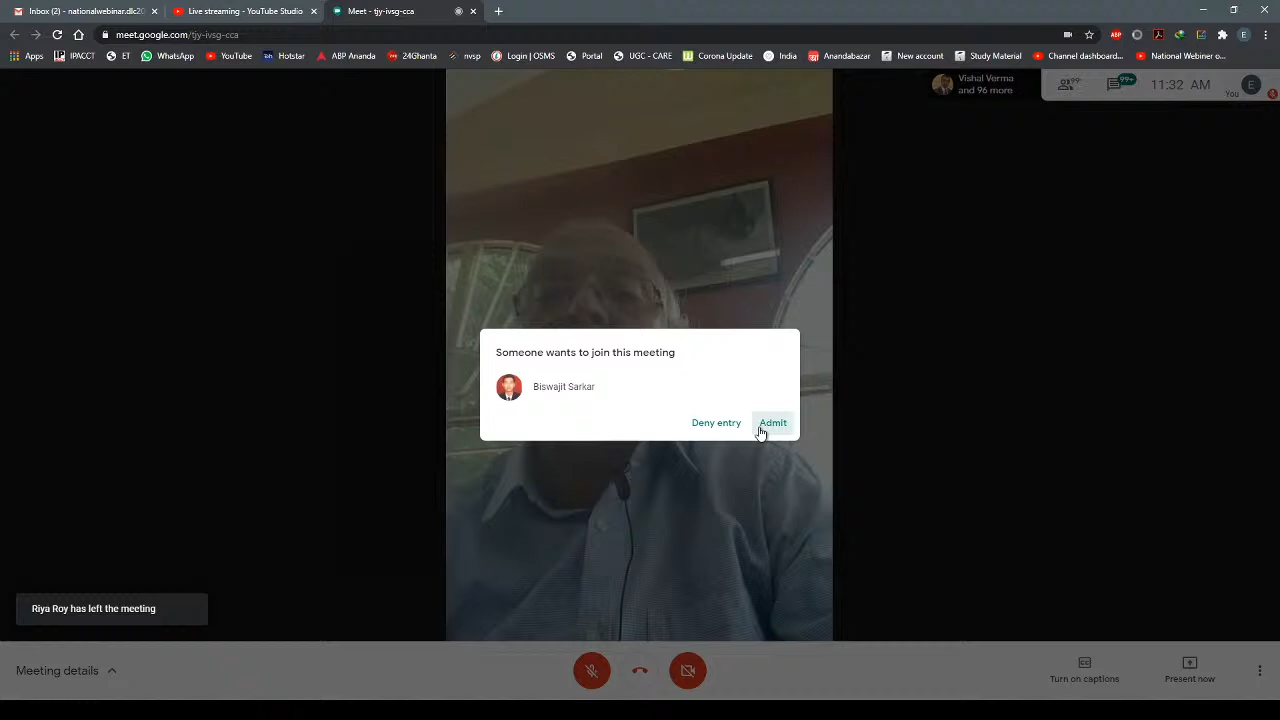 Inbox (2) - nationalwebinar.dlc20
Live streaming - YouTube Studio
Meet - tjy-ivsg-cca
meet.google.com/tjy-ivsg-cca
Apps
IPACCT
ET
WhatsApp
YouTube
Hotstar
ABP Ananda
24Ghanta
nvsp
Login | OSMS
Portal
UGC - CARE
Corona Update
India
Anandabazar
New account
Study Material
Channel dashboard...
National Webiner o...
Vishal Verma
and 96 more
99+
11:32 AM
You
E
Someone wants to join this meeting
Biswajit Sarkar
Deny entry
Admit
Riya Roy has left the meeting
Meeting details
Turn on captions
Present now